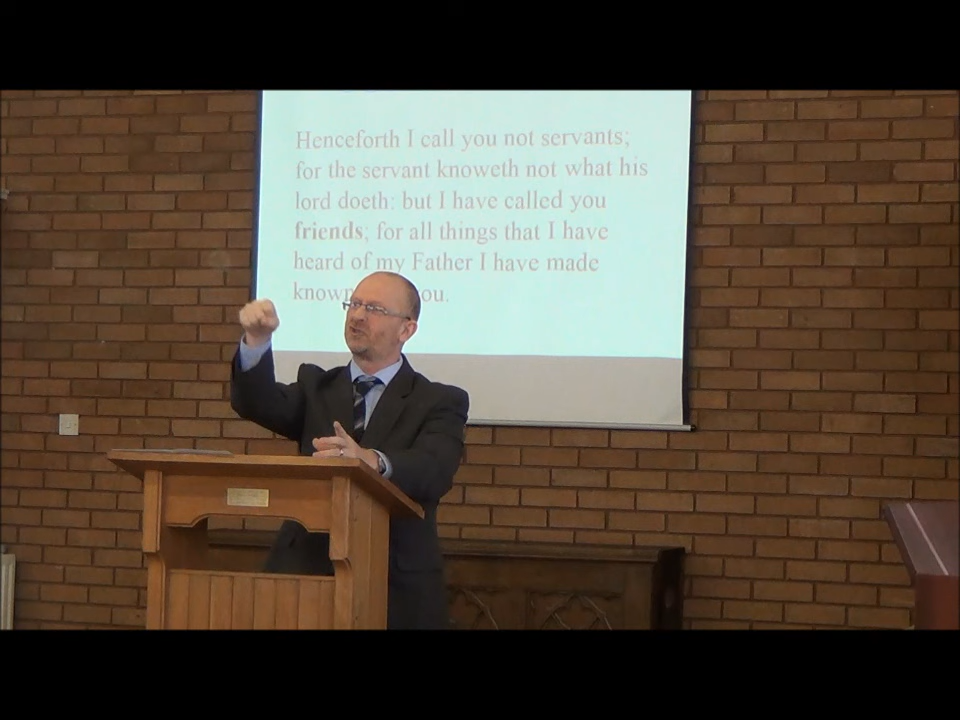 Henceforth I call you not servants;
for the servant knoweth not what his
lord doeth: but I have called you
friends; for all things that I have
heard of my Father I have made
known ou.